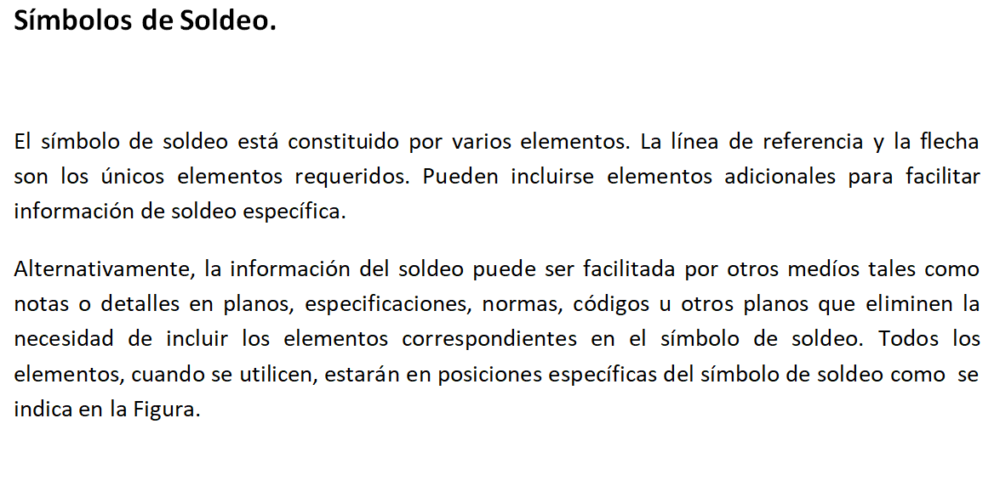 Símbolos de Soldeo.
El símbolo de soldeo está constituido por varios elementos. La línea de referencia y la flecha
son los únicos elementos requeridos. Pueden incluirse elementos adicionales para facilitar
información de soldeo específica.
Alternativamente, la información del soldeo puede ser facilitada por otros medíos tales como
notas o detalles en planos, especificaciones, normas, códigos u otros planos que eliminen la
necesidad de incluir los elementos correspondientes en el símbolo de soldeo. Todos los
elementos, cuando se utilicen, estarán en posiciones específicas del símbolo de soldeo como  se
indica en la Figura.